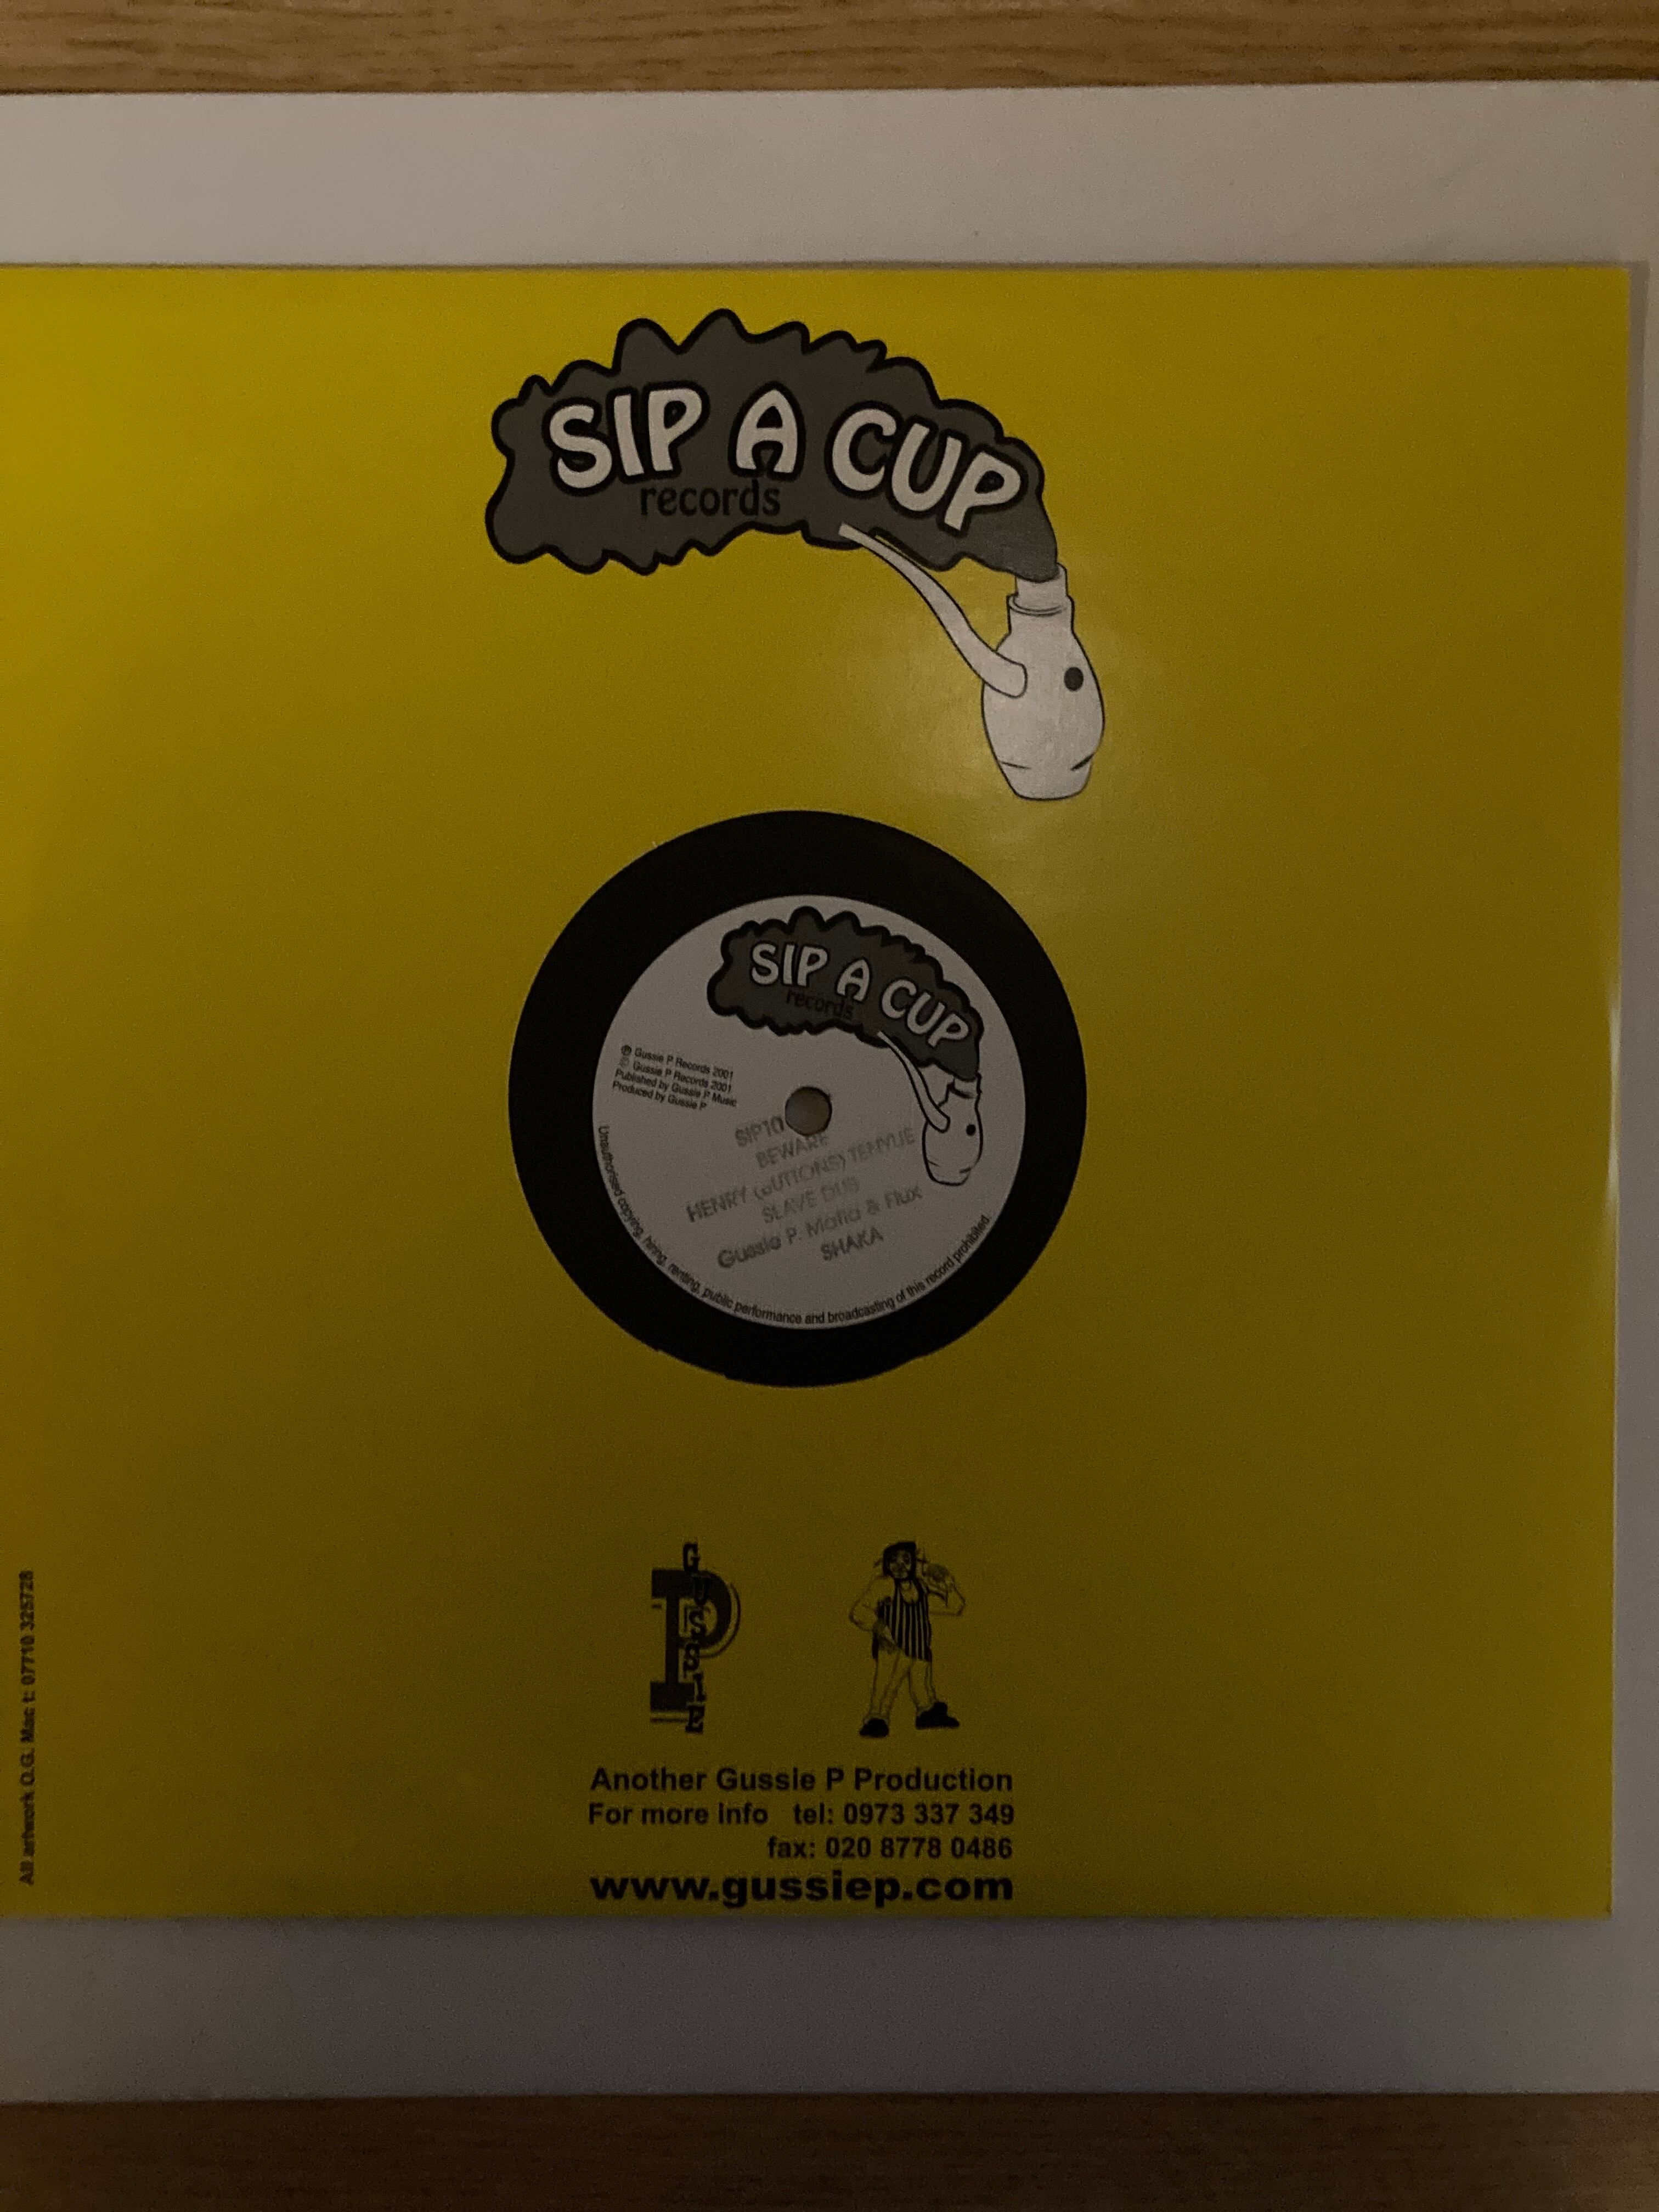 SIP A CUP
records
SIP A CUP
records
℗ Gussie P Records 2001
© Gussie P Records 2001
Published by Gussie P Music
Produced by Gussie P
SIP10
BEWARE
HENRY (BUTTONS) TENYUE
SLAVE DUB
Gussie P. Mafia & Flux
SHAKA
Unauthorised copying, hiring, renting, public performance and broadcasting of this record prohibited.
GUSSIE
P
Another Gussie P Production
For more info tel: 0973 337 349
fax: 020 8778 0486
www.gussiep.com
All artwork O.G. Mac t: 07710 325728